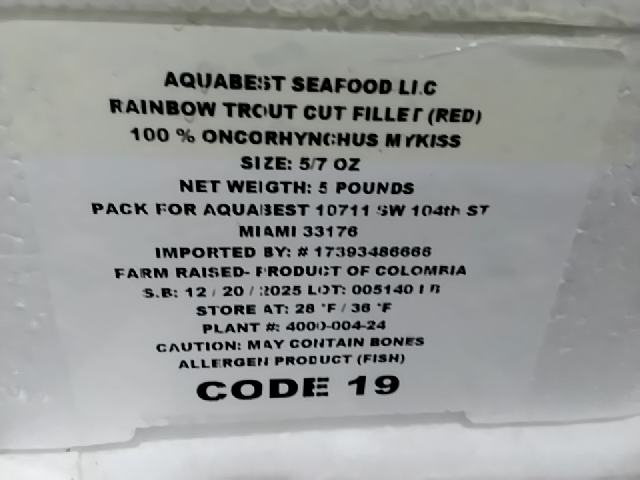 AQUABEST SEAFOOD LLC
RAINBOW TROUT CUT FILLET (RED)
100 % ONCORHYNCHUS MYKISS
SIZE: 5/7 OZ
NET WEIGTH: 5 POUNDS
PACK FOR AQUABEST 10711 SW 104th ST
MIAMI 33176
IMPORTED BY: # 17393486666
FARM RAISED- PRODUCT OF COLOMBIA
S.B: 12 / 20 / 2025 LOT: 005140
STORE AT: 28 °F / 36 °F
PLANT #: 4000-004-24
CAUTION: MAY CONTAIN BONES
ALLERGEN PRODUCT (FISH)
CODE 19